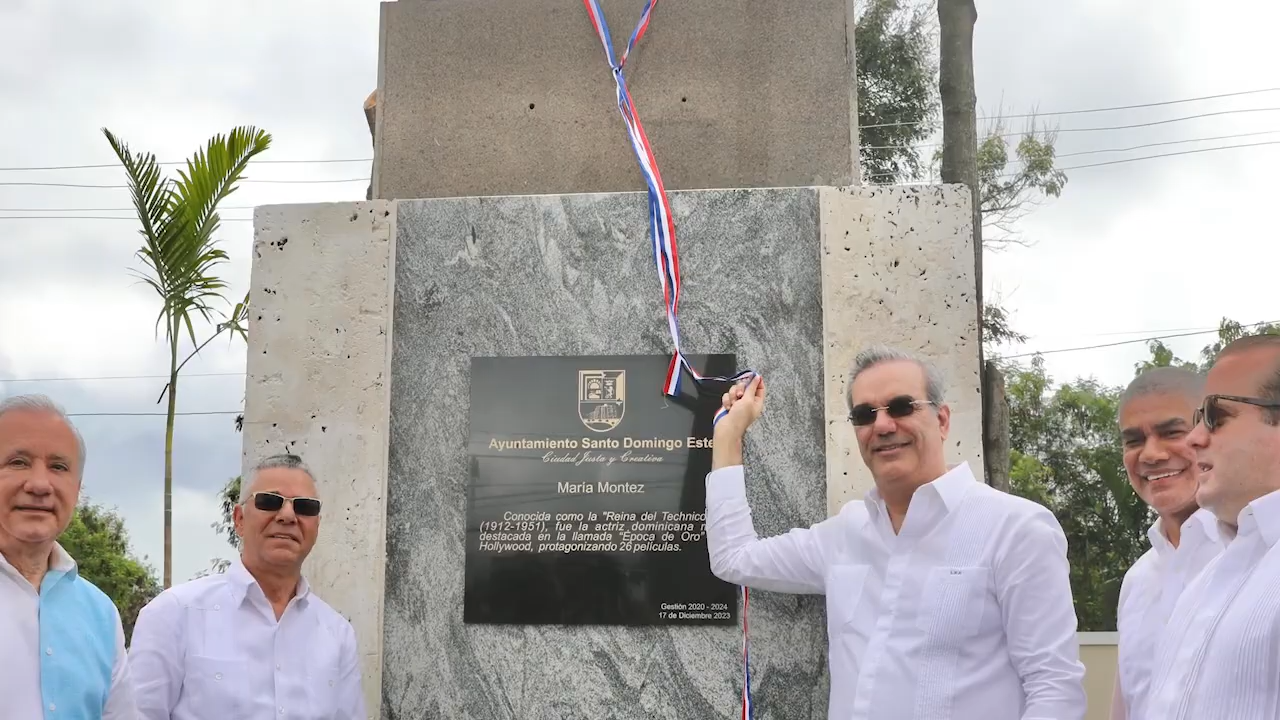 Ayuntamiento Santo Domingo Este
Ciudad Justa y Creativa
María Montez
Conocida como la "Reina del Technico
(1912-1951), fue la actriz dominicana
destacada en la llamada "Época de Oro"
Hollywood, protagonizando 26 películas.
Gestión 2020 - 2024
17 de Diciembre 2023